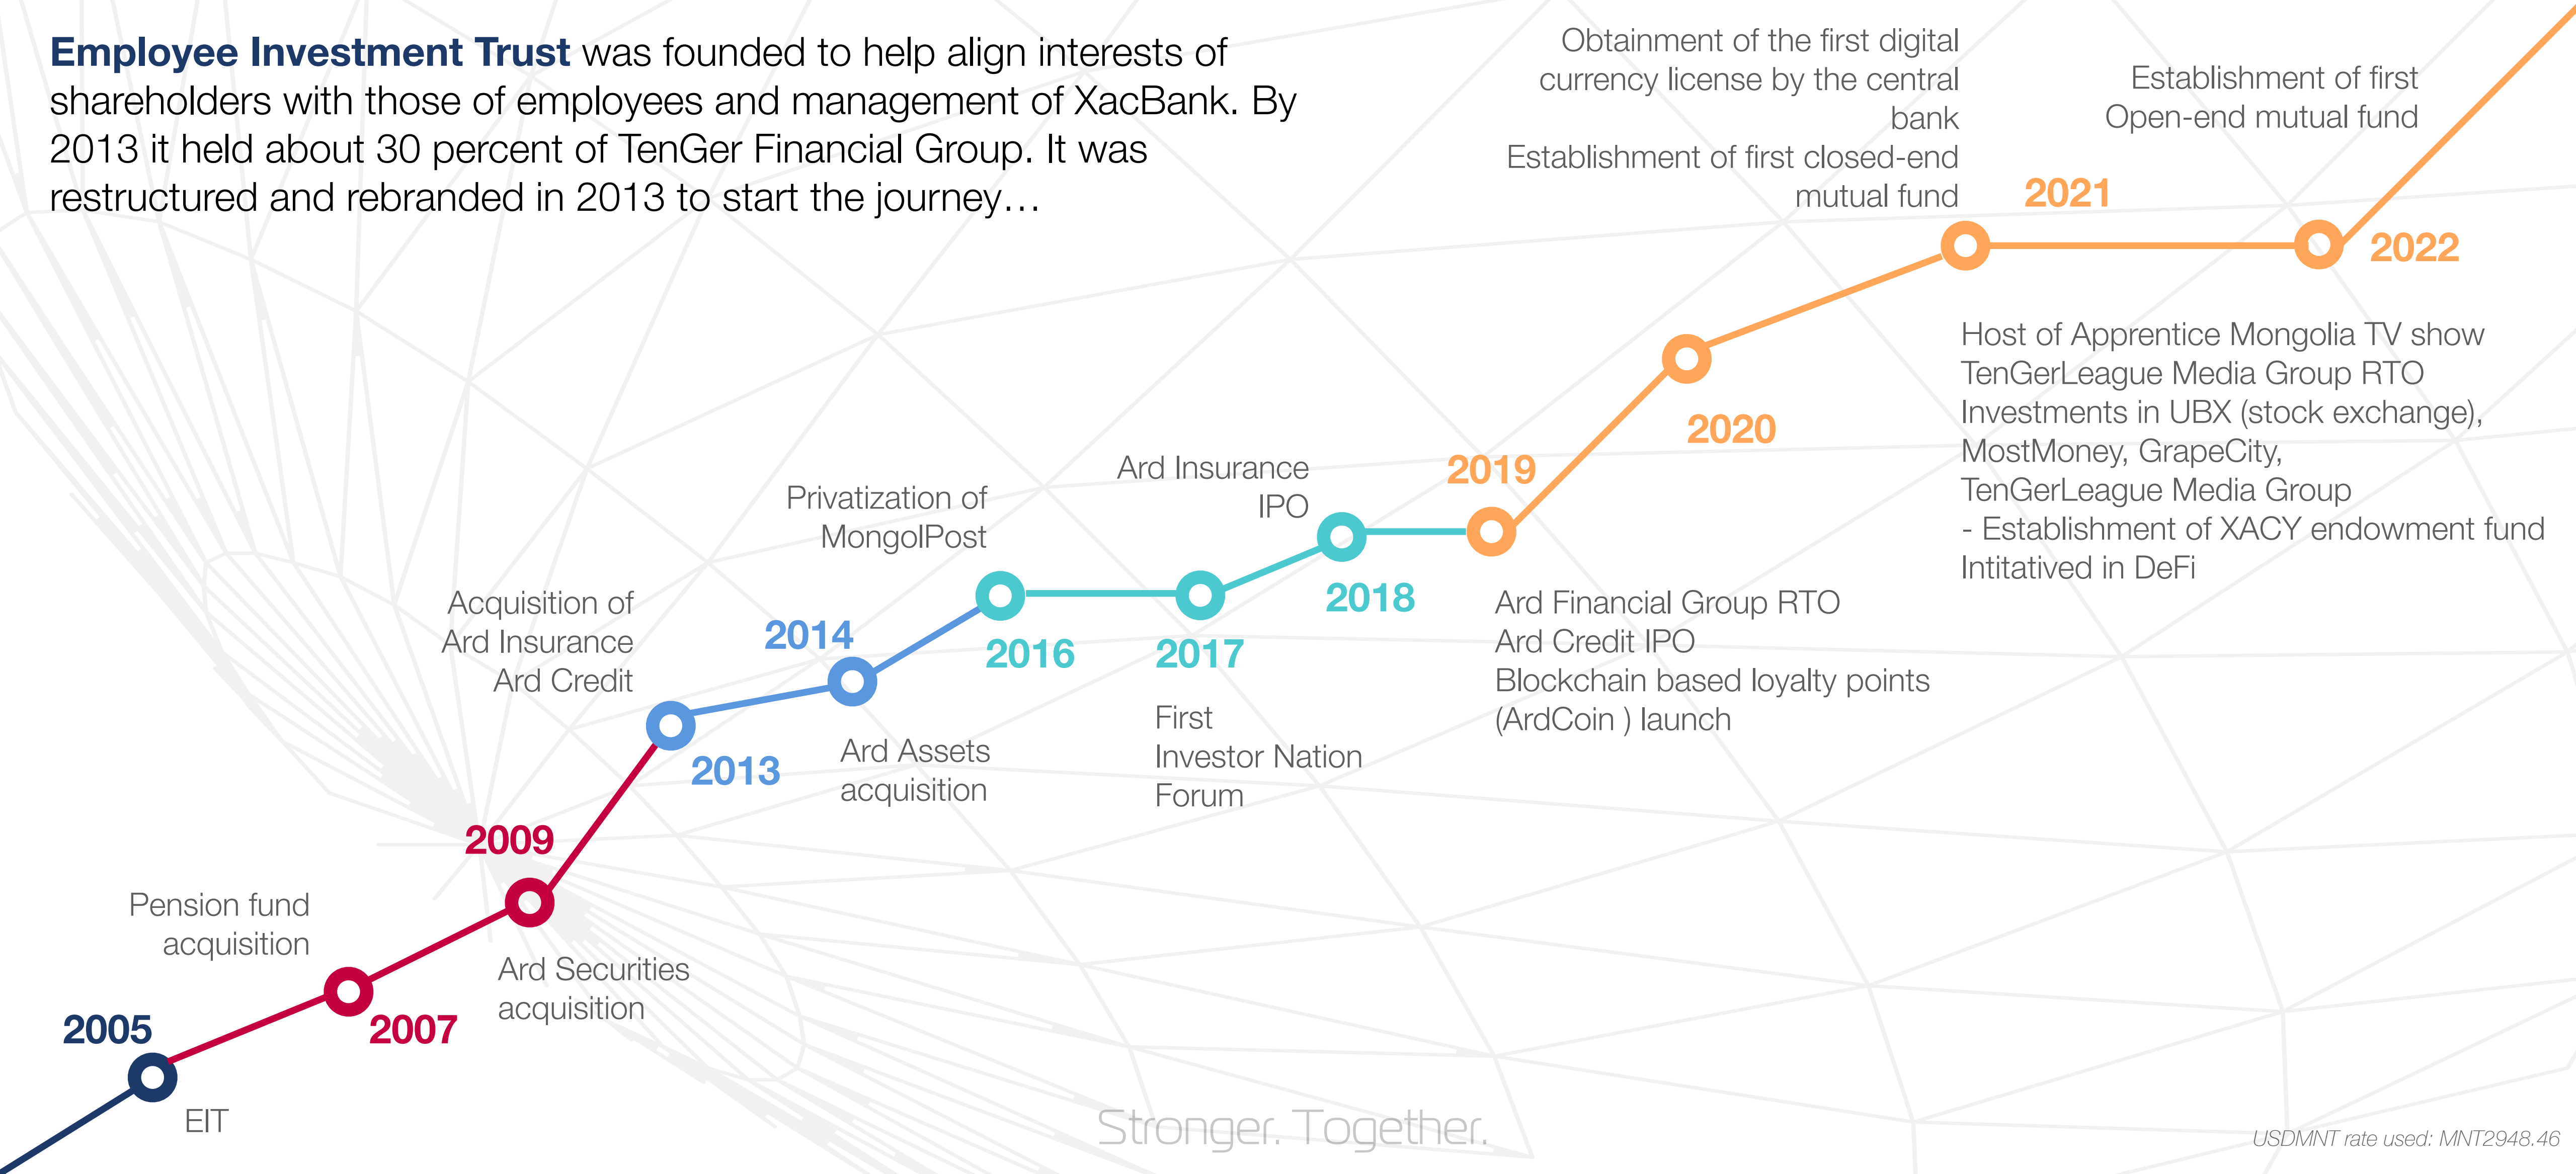 Employee Investment Trust was founded to help align interests of
shareholders with those of employees and management of XacBank. By
2013 it held about 30 percent of TenGer Financial Group. It was
restructured and rebranded in 2013 to start the journey…
2005
EIT
Pension fund
acquisition
2007
2009
Ard Securities
acquisition
Acquisition of
Ard Insurance
Ard Credit
2013
2014
Ard Assets
acquisition
Privatization of
MongolPost
2016
2017
First
Investor Nation
Forum
Ard Insurance
IPO
2018
2019
Ard Financial Group RTO
Ard Credit IPO
Blockchain based loyalty points
(ArdCoin ) launch
2020
Obtainment of the first digital
currency license by the central
bank
Establishment of first closed-end
mutual fund
2021
Host of Apprentice Mongolia TV show
TenGerLeague Media Group RTO
Investments in UBX (stock exchange),
MostMoney, GrapeCity,
TenGerLeague Media Group
- Establishment of XACY endowment fund
Intitatived in DeFi
Establishment of first
Open-end mutual fund
2022
Stronger. Together.
USDMNT rate used: MNT2948.46